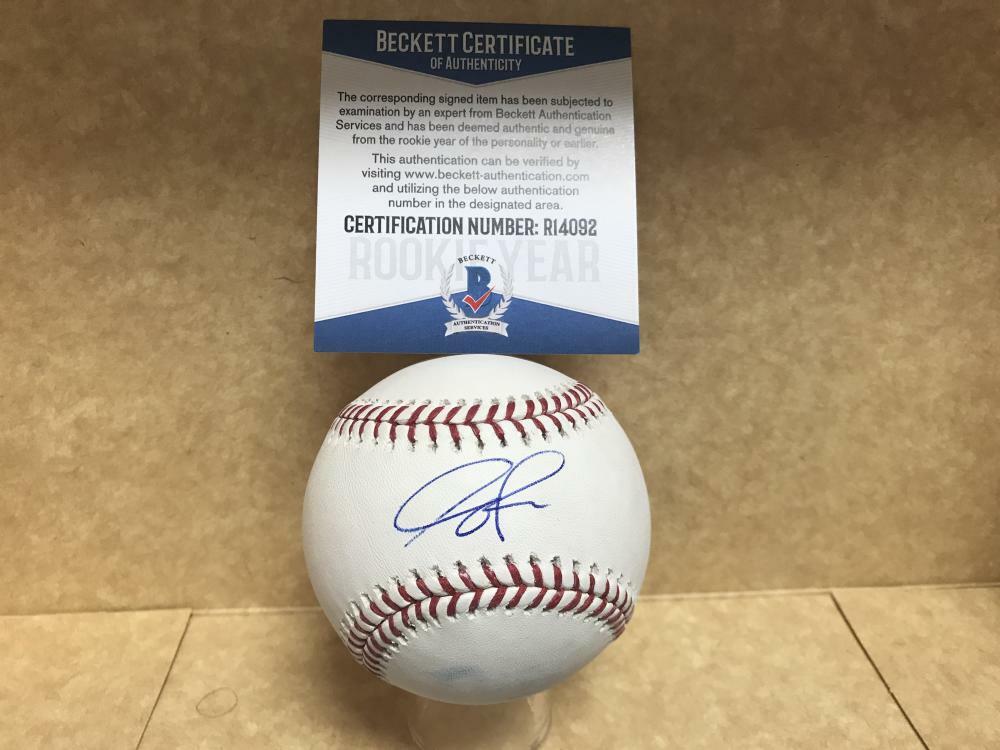 BECKETT CERTIFICATE
OF AUTHENTICITY
The corresponding signed item has been subjected to
examination by an expert from Beckett Authentication
Services and has been deemed authentic and genuine
from the rookie year of the personality or earlier.
This authentication can be verified by
visiting www.beckett-authentication.com
and utilizing the below authentication
number in the designated area.
CERTIFICATION NUMBER: R14092
ROOKIE YEAR
BECKETT
B
AUTHENTICATION
SERVICES